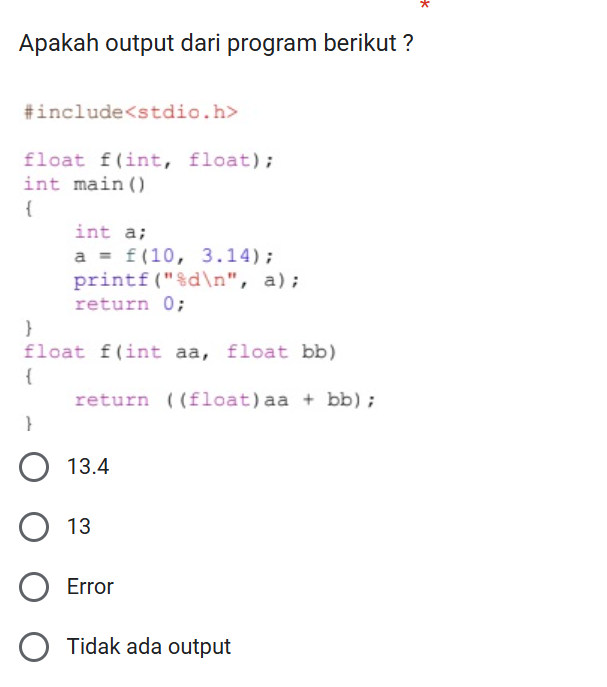 *
Apakah output dari program berikut ?
#include<stdio.h>
float f(int, float);
int main()
{
int a;
a = f(10, 3.14);
printf("%d\n", a);
return 0;
}
float f(int aa, float bb)
{
return ((float)aa + bb);
}
13.4
13
Error
Tidak ada output